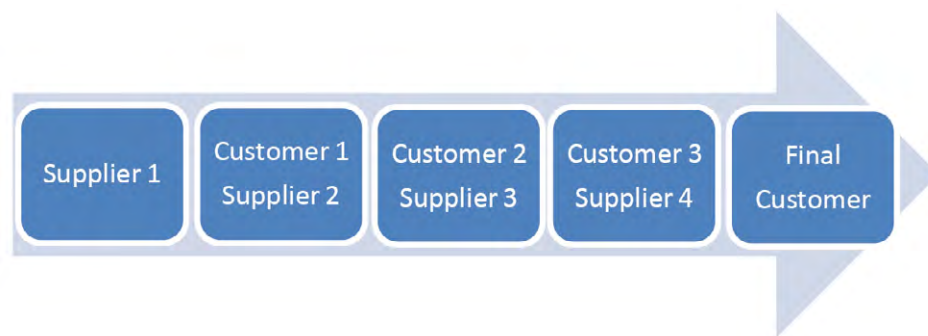 Supplier 1
Customer 1
Supplier 2
Customer 2
Supplier 3
Customer 3
Supplier 4
Final
Customer